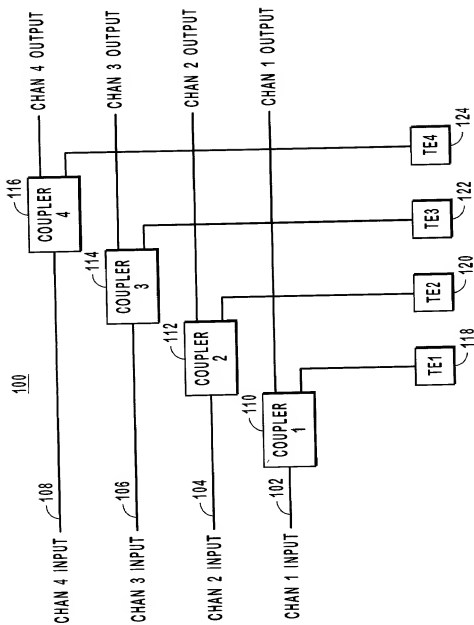 100
CHAN 4 INPUT
108
COUPLER
4
116
CHAN 4 OUTPUT
CHAN 3 INPUT
106
COUPLER
3
114
CHAN 3 OUTPUT
CHAN 2 INPUT
104
COUPLER
2
112
CHAN 2 OUTPUT
CHAN 1 INPUT
102
COUPLER
1
110
CHAN 1 OUTPUT
TE1
118
TE2
120
TE3
122
TE4
124